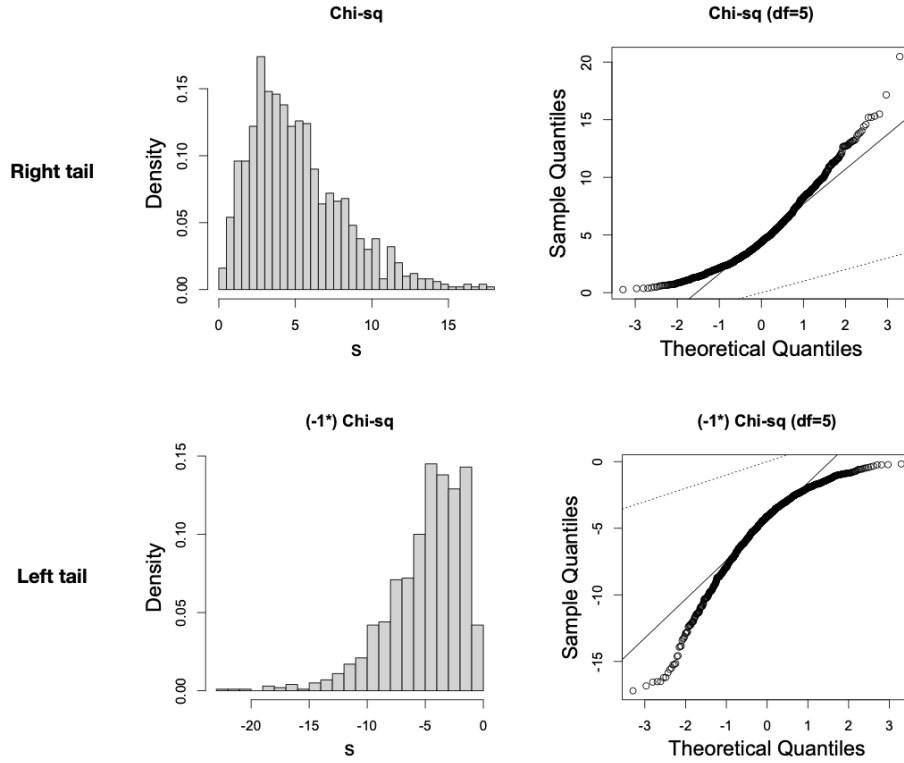 Chi-sq
Chi-sq (df=5)
Right tail
Density
0.00
0.05
0.10
0.15
0
5
10
15
s
Sample Quantiles
0
5
10
15
20
-3
-2
-1
0
1
2
3
Theoretical Quantiles
(-1*) Chi-sq
(-1*) Chi-sq (df=5)
Left tail
Density
0.00
0.05
0.10
0.15
-20
-15
-10
-5
0
s
Sample Quantiles
0
-5
-10
-15
-3
-2
-1
0
1
2
3
Theoretical Quantiles